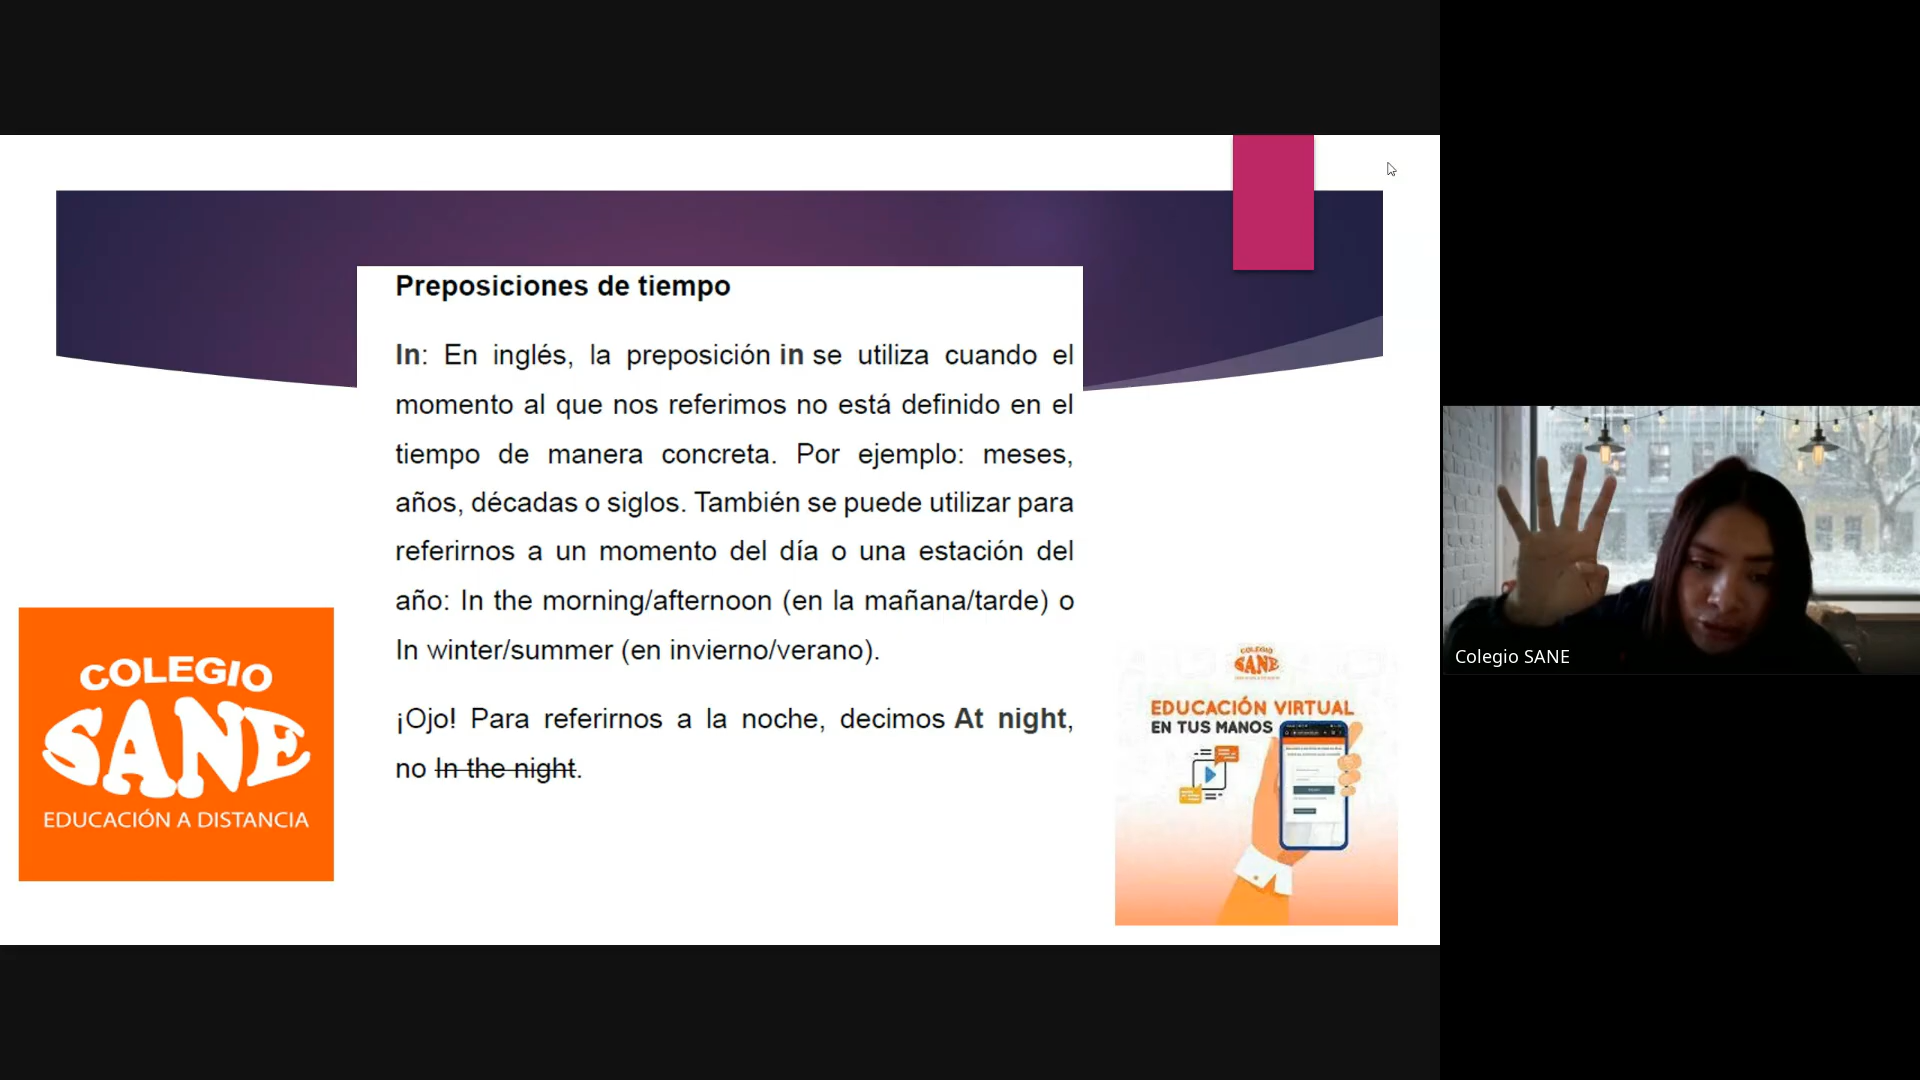 Preposiciones de tiempo
In: En inglés, la preposición in se utiliza cuando el
momento al que nos referimos no está definido en el
tiempo de manera concreta. Por ejemplo: meses,
años, décadas o siglos. También se puede utilizar para
referirnos a un momento del día o una estación del
año: In the morning/afternoon (en la mañana/tarde) o
In winter/summer (en invierno/verano).
¡Ojo! Para referirnos a la noche, decimos At night,
no In the night.
COLEGIO
SANE
EDUCACIÓN A DISTANCIA
COLEGIO
SANE
EDUCACIÓN VIRTUAL
EN TUS MANOS
Colegio SANE